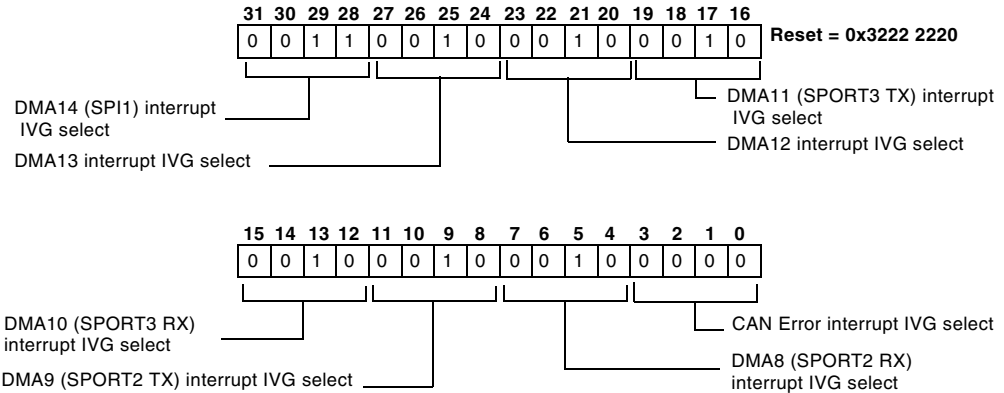 31 30 29 28 27 26 25 24 23 22 21 20 19 18 17 16
0 0 1 1 0 0 1 0 0 0 1 0 0 0 1 0
Reset = 0x3222 2220
DMA14 (SPI1) interrupt
IVG select
DMA13 interrupt IVG select
DMA11 (SPORT3 TX) interrupt
IVG select
DMA12 interrupt IVG select
15 14 13 12 11 10 9 8 7 6 5 4 3 2 1 0
0 0 1 0 0 0 1 0 0 0 1 0 0 0 0 0
DMA10 (SPORT3 RX)
interrupt IVG select
DMA9 (SPORT2 TX) interrupt IVG select
CAN Error interrupt IVG select
DMA8 (SPORT2 RX)
interrupt IVG select